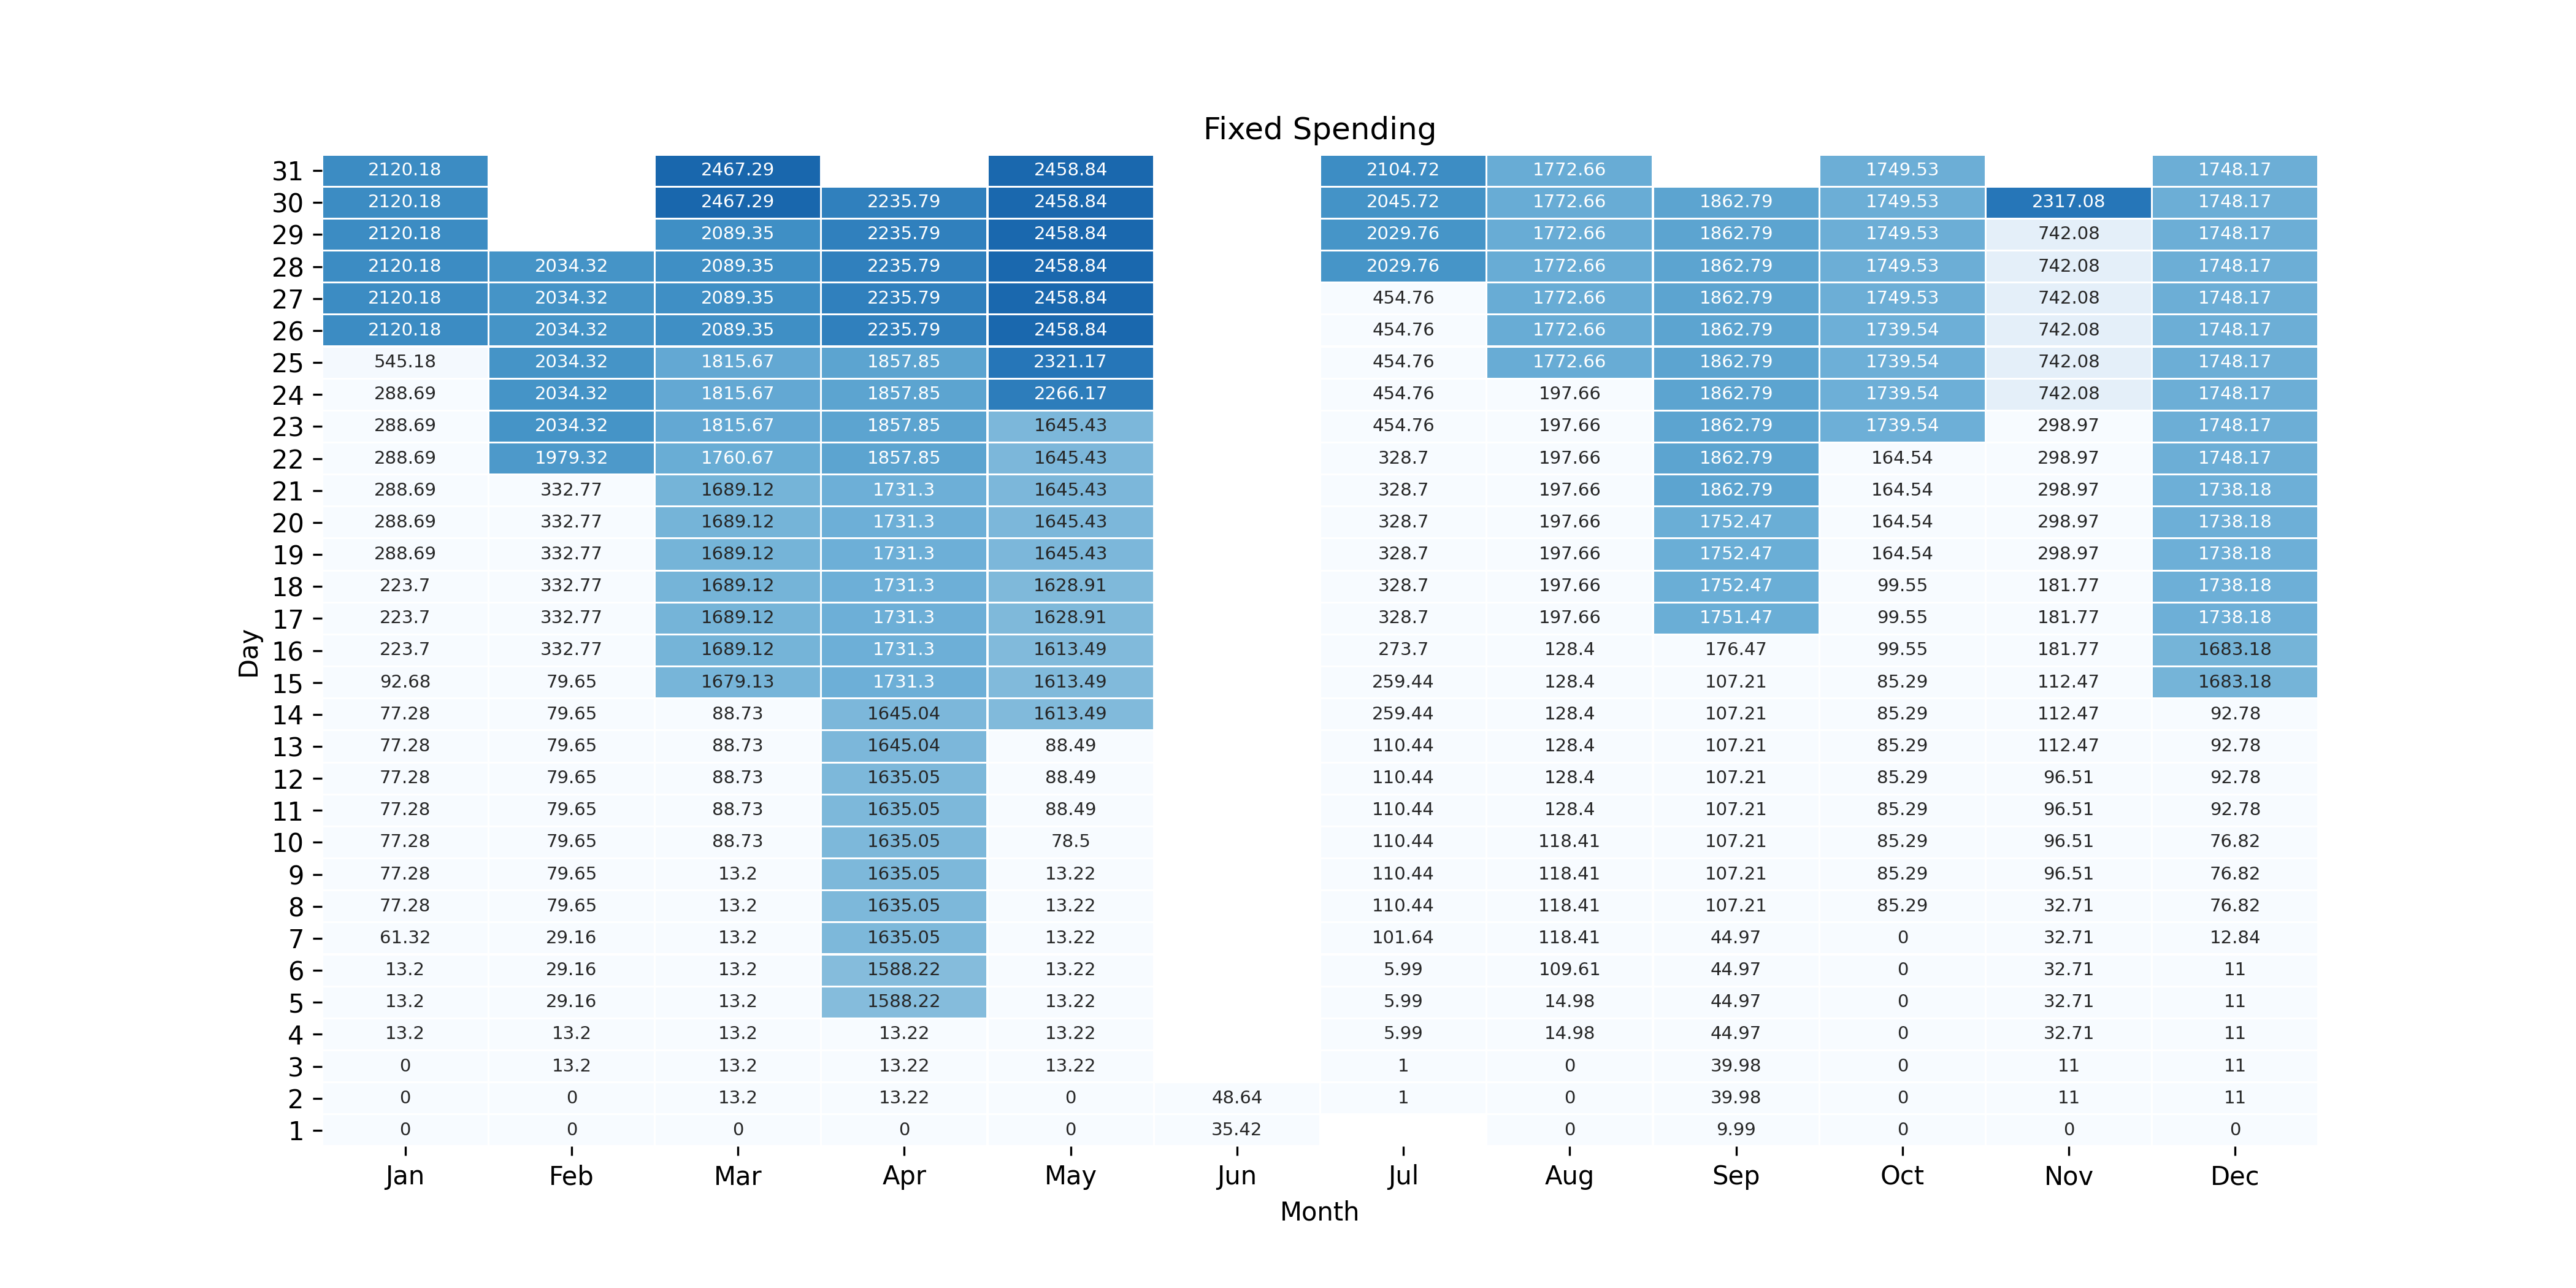 Fixed Spending
31 2120.18 2467.29 2458.84 2104.72 1772.66 1749.53 1748.17
30 2120.18 2467.29 2235.79 2458.84 2045.72 1772.66 1862.79 1749.53 2317.08 1748.17
29 2120.18 2089.35 2235.79 2458.84 2029.76 1772.66 1862.79 1749.53 742.08 1748.17
28 2120.18 2034.32 2089.35 2235.79 2458.84 2029.76 1772.66 1862.79 1749.53 742.08 1748.17
27 2120.18 2034.32 2089.35 2235.79 2458.84 454.76 1772.66 1862.79 1749.53 742.08 1748.17
26 2120.18 2034.32 2089.35 2235.79 2458.84 454.76 1772.66 1862.79 1739.54 742.08 1748.17
25 545.18 2034.32 1815.67 1857.85 2321.17 454.76 1772.66 1862.79 1739.54 742.08 1748.17
24 288.69 2034.32 1815.67 1857.85 2266.17 454.76 197.66 1862.79 1739.54 742.08 1748.17
23 288.69 2034.32 1815.67 1857.85 1645.43 454.76 197.66 1862.79 1739.54 298.97 1748.17
22 288.69 1979.32 1760.67 1857.85 1645.43 328.7 197.66 1862.79 164.54 298.97 1748.17
21 288.69 332.77 1689.12 1731.3 1645.43 328.7 197.66 1862.79 164.54 298.97 1738.18
20 288.69 332.77 1689.12 1731.3 1645.43 328.7 197.66 1752.47 164.54 298.97 1738.18
19 288.69 332.77 1689.12 1731.3 1645.43 328.7 197.66 1752.47 164.54 298.97 1738.18
18 223.7 332.77 1689.12 1731.3 1628.91 328.7 197.66 1752.47 99.55 181.77 1738.18
17 223.7 332.77 1689.12 1731.3 1628.91 328.7 197.66 1751.47 99.55 181.77 1738.18
16 223.7 332.77 1689.12 1731.3 1613.49 273.7 128.4 176.47 99.55 181.77 1683.18
15 92.68 79.65 1679.13 1731.3 1613.49 259.44 128.4 107.21 85.29 112.47 1683.18
14 77.28 79.65 88.73 1645.04 1613.49 259.44 128.4 107.21 85.29 112.47 92.78
13 77.28 79.65 88.73 1645.04 88.49 110.44 128.4 107.21 85.29 112.47 92.78
12 77.28 79.65 88.73 1635.05 88.49 110.44 128.4 107.21 85.29 96.51 92.78
11 77.28 79.65 88.73 1635.05 88.49 110.44 128.4 107.21 85.29 96.51 92.78
10 77.28 79.65 88.73 1635.05 78.5 110.44 118.41 107.21 85.29 96.51 76.82
9 77.28 79.65 13.2 1635.05 13.22 110.44 118.41 107.21 85.29 96.51 76.82
8 77.28 79.65 13.2 1635.05 13.22 110.44 118.41 107.21 85.29 32.71 76.82
7 61.32 29.16 13.2 1635.05 13.22 101.64 118.41 44.97 0 32.71 12.84
6 13.2 29.16 13.2 1588.22 13.22 5.99 109.61 44.97 0 32.71 11
5 13.2 29.16 13.2 1588.22 13.22 5.99 14.98 44.97 0 32.71 11
4 13.2 13.2 13.2 13.22 13.22 5.99 14.98 44.97 0 32.71 11
3 0 13.2 13.2 13.22 13.22 1 0 39.98 0 11 11
2 0 0 13.2 13.22 0 48.64 1 0 39.98 0 11 11
1 0 0 0 0 0 35.42 0 9.99 0 0 0
Day
Jan Feb Mar Apr May Jun Jul Aug Sep Oct Nov Dec
Month